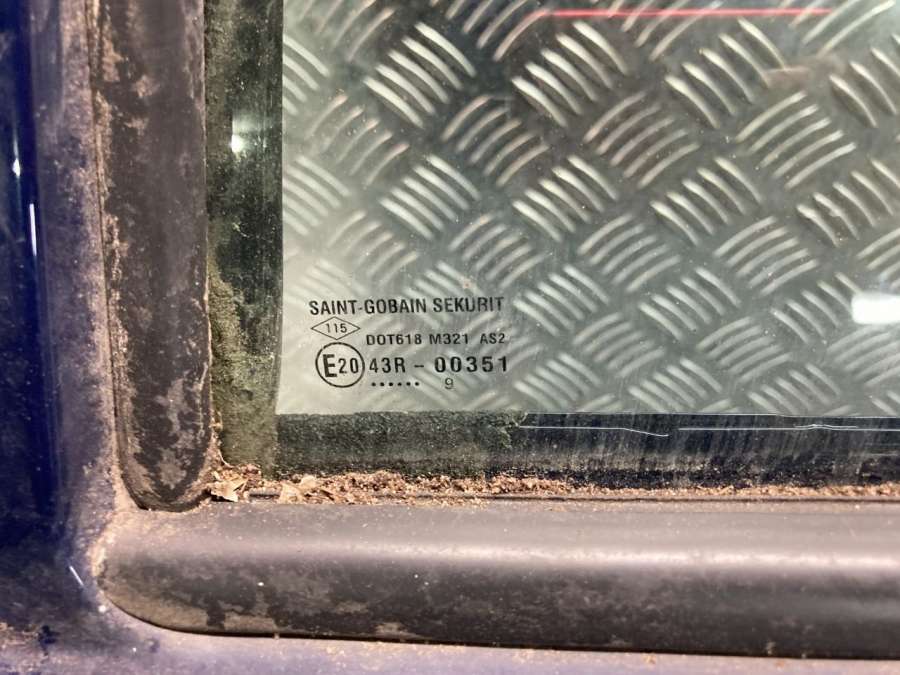 SAINT-GOBAIN SEKURIT
115
DOT618 M321 AS2
E20 43R - 00351
...... 9